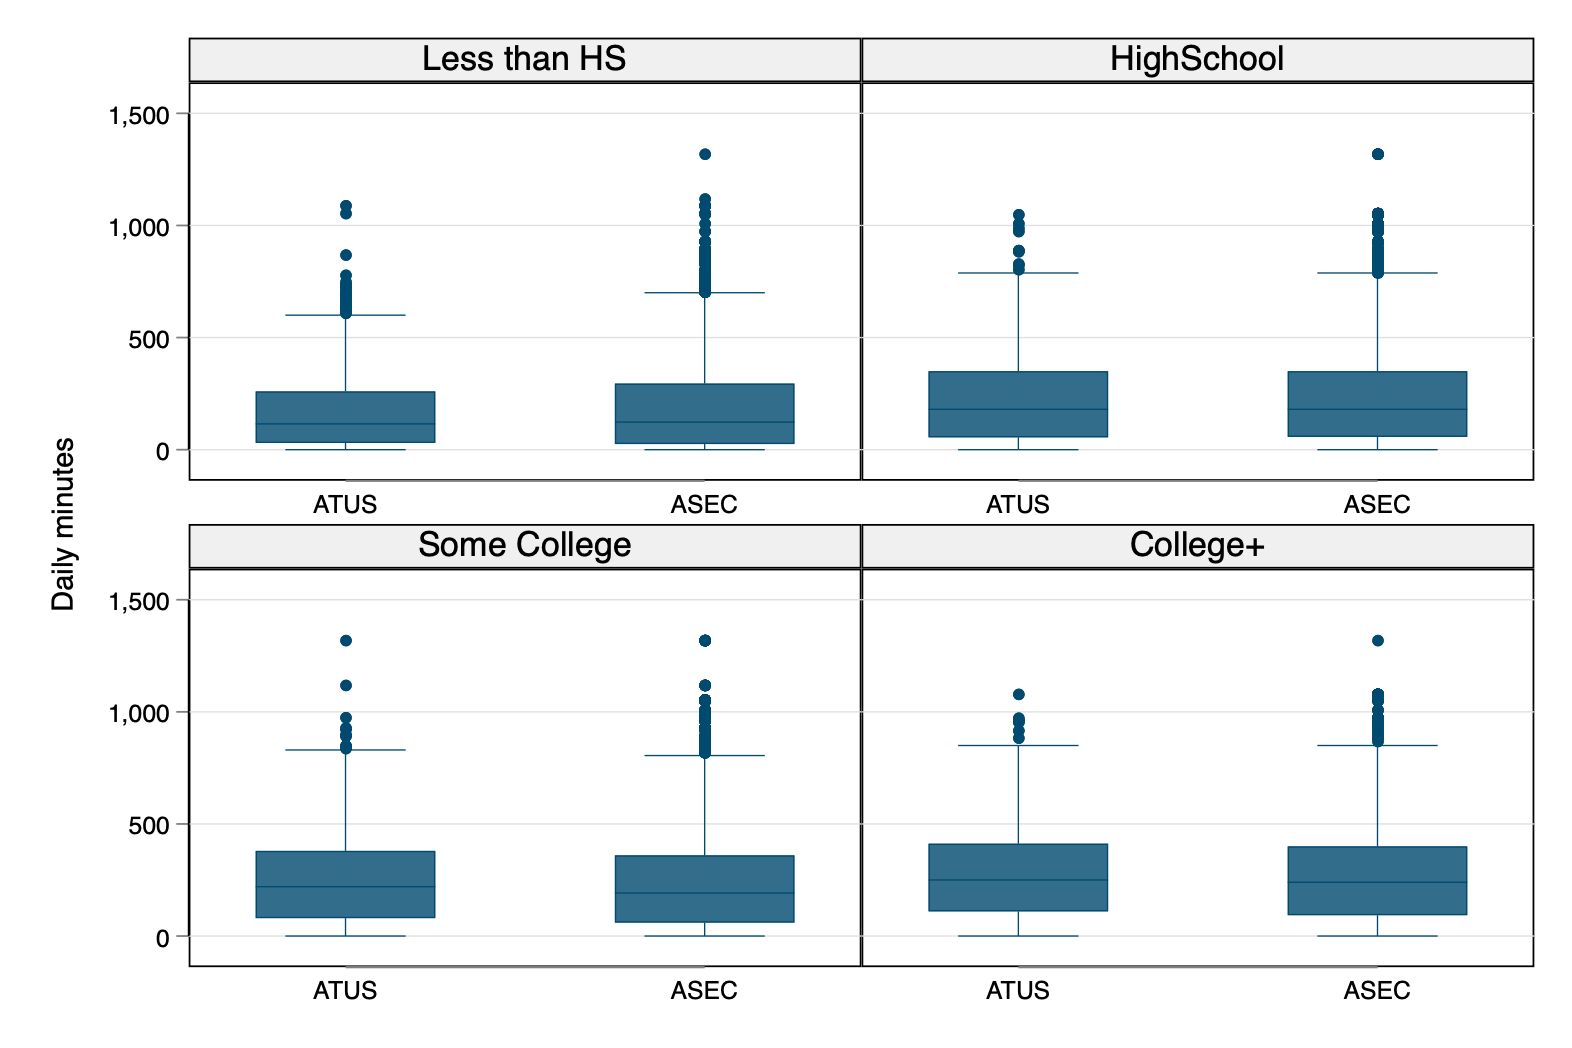 Less than HS
HighSchool
1,500
1,000
500
0
ATUS
ASEC
ATUS
ASEC
Daily minutes
Some College
College+
1,500
1,000
500
0
ATUS
ASEC
ATUS
ASEC